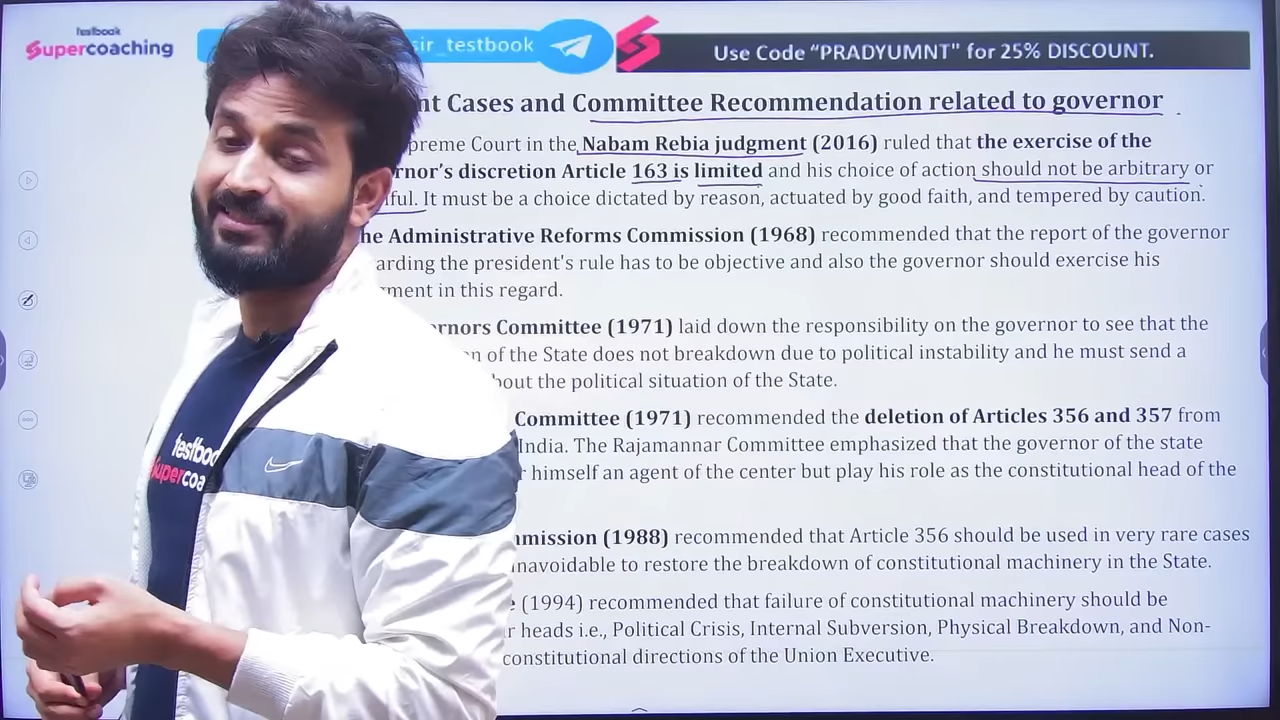 testbook
Supercoaching
sir_testbook
Use Code “PRADYUMNT" for 25% DISCOUNT.
nt Cases and Committee Recommendation related to governor
preme Court in the Nabam Rebia judgment (2016) ruled that the exercise of the
rnor’s discretion Article 163 is limited and his choice of action should not be arbitrary or
iful. It must be a choice dictated by reason, actuated by good faith, and tempered by caution.
he Administrative Reforms Commission (1968) recommended that the report of the governor
arding the president's rule has to be objective and also the governor should exercise his
gment in this regard.
ernors Committee (1971) laid down the responsibility on the governor to see that the
n of the State does not breakdown due to political instability and he must send a
bout the political situation of the State.
Committee (1971) recommended the deletion of Articles 356 and 357 from
India. The Rajamannar Committee emphasized that the governor of the state
r himself an agent of the center but play his role as the constitutional head of the
mmission (1988) recommended that Article 356 should be used in very rare cases
navoidable to restore the breakdown of constitutional machinery in the State.
e (1994) recommended that failure of constitutional machinery should be
r heads i.e., Political Crisis, Internal Subversion, Physical Breakdown, and Non-
constitutional directions of the Union Executive.
testboo
Supercoa